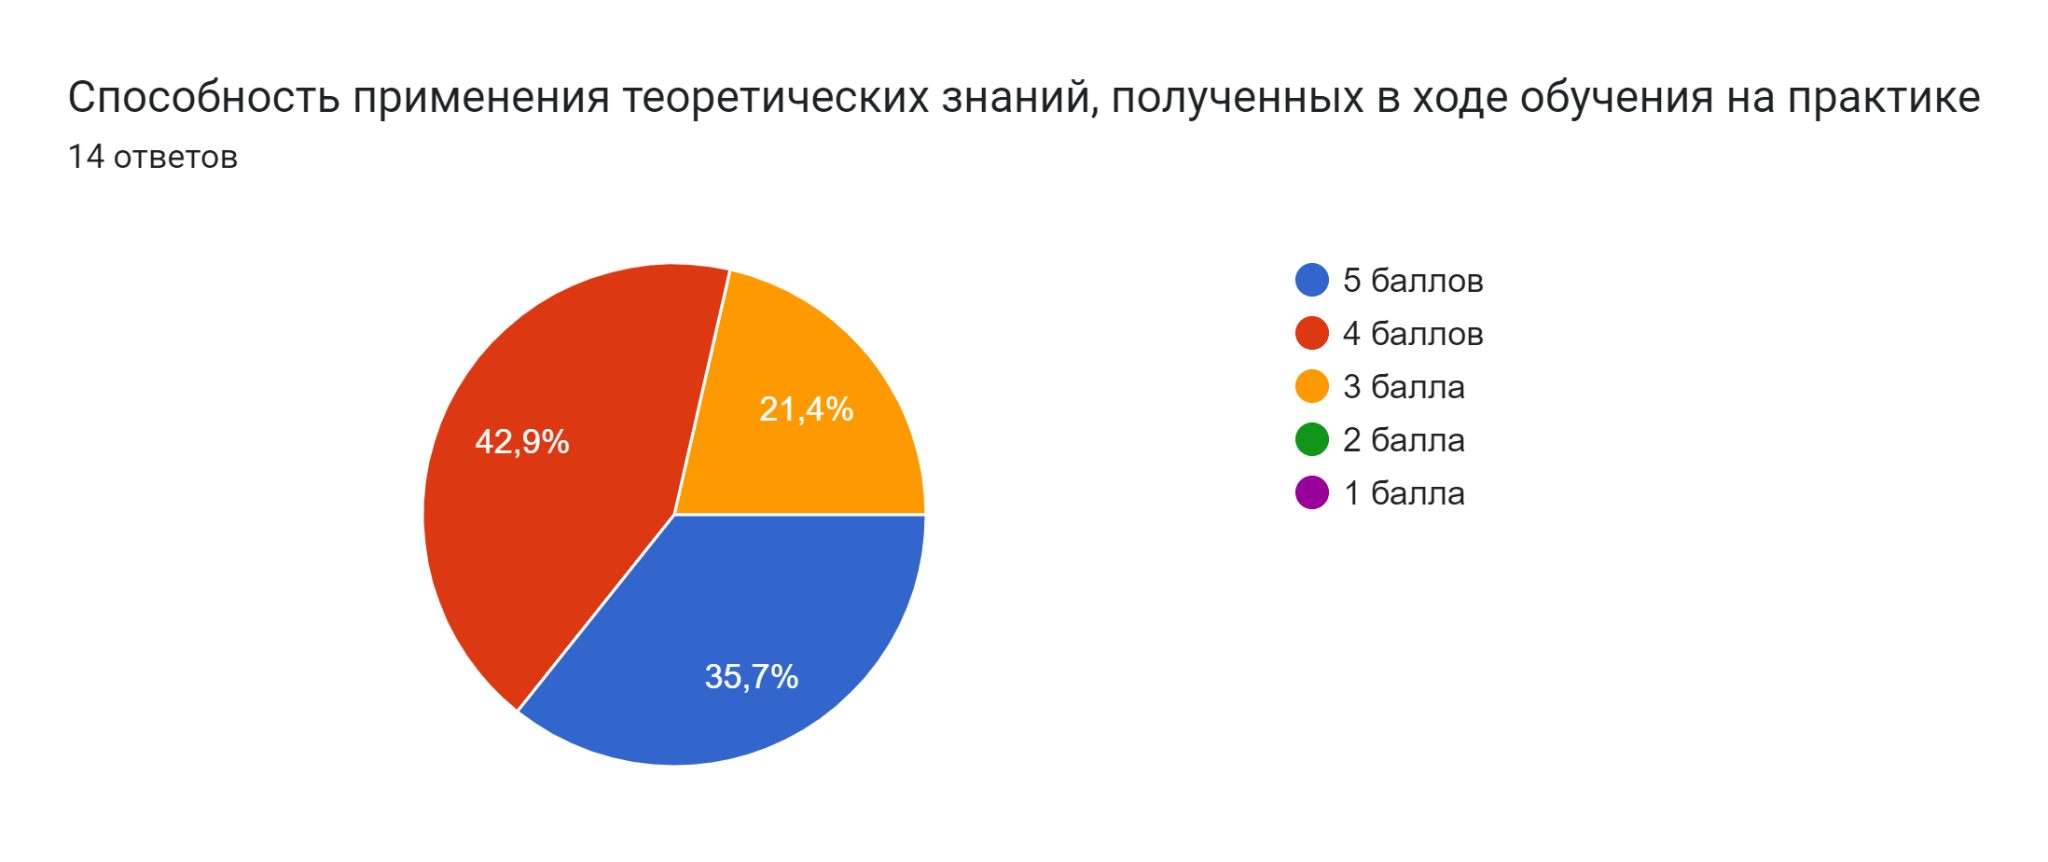 Способность применения теоретических знаний, полученных в ходе обучения на практике
14 ответов
5 баллов
4 баллов
3 балла
2 балла
1 балла
21,4%
42,9%
35,7%